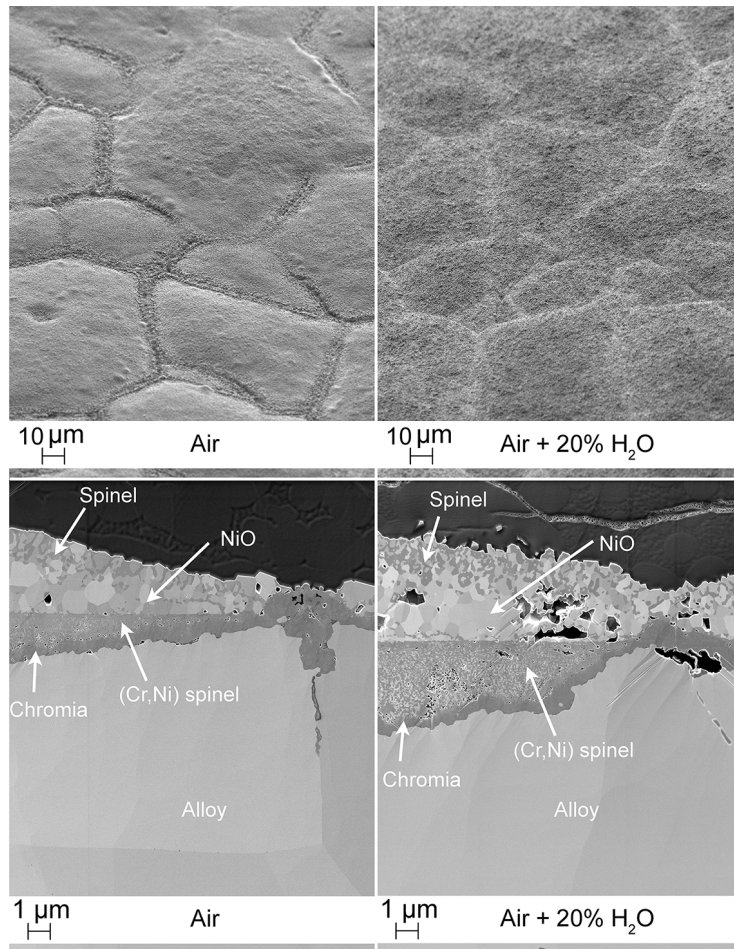 10 µm
Air
10 µm
Air + 20% H₂O
Spinel
NiO
(Cr,Ni) spinel
Chromia
Alloy
1 µm
Air
Spinel
NiO
(Cr,Ni) spinel
Chromia
Alloy
1 µm
Air + 20% H₂O